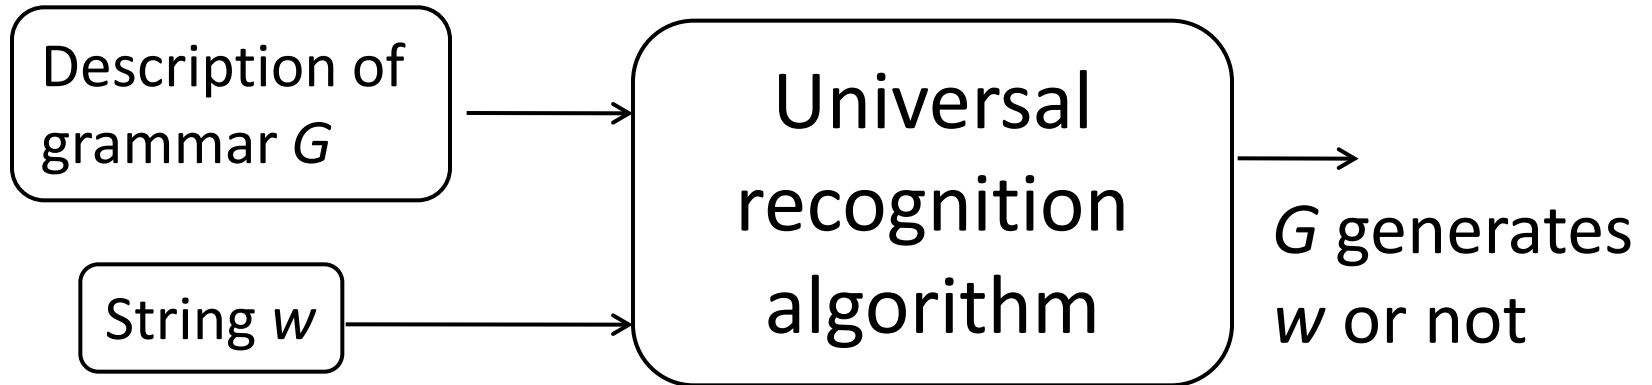 Description of
grammar G
String w
Universal
recognition
algorithm
G generates
w or not